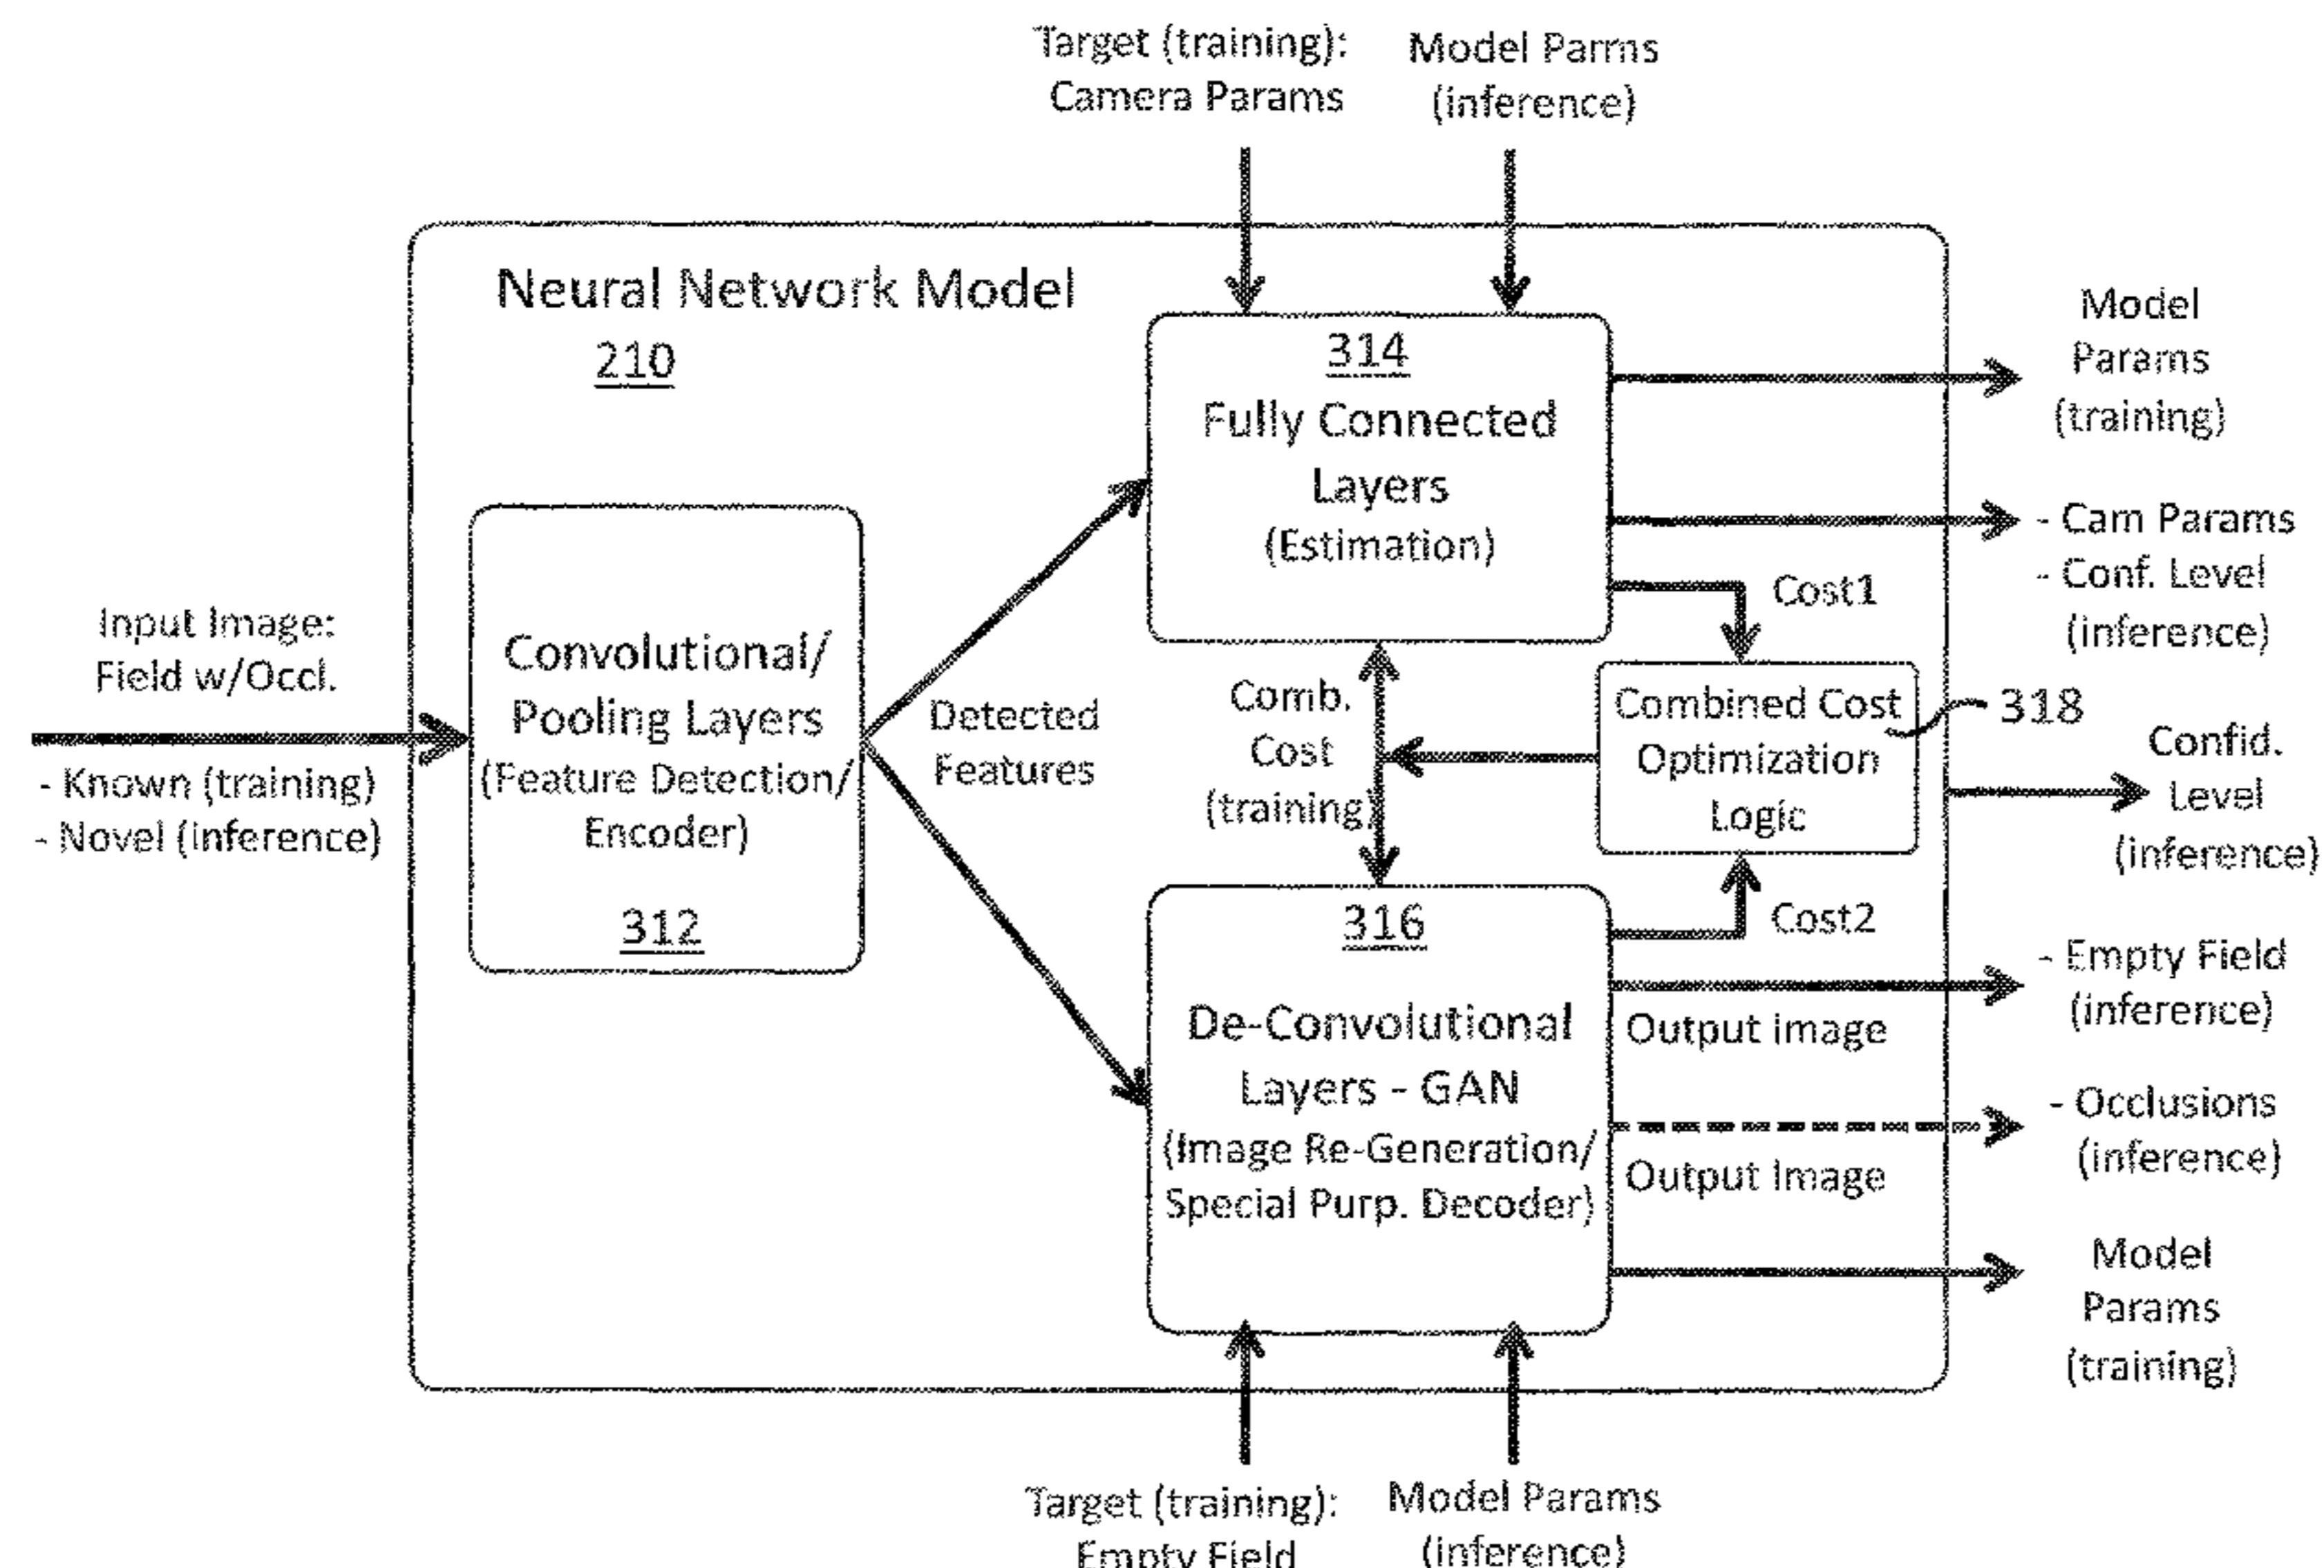 Target (training):
Camera Params
Model Parms
(inference)
Neural Network Model
210
314
Fully Connected
Layers
(Estimation)
Model
Params
(training)
- Cam Params
- Conf. Level
(inference)
Cost1
Input Image:
Field w/Occl.
- Known (training)
- Novel (inference)
Convolutional/
Pooling Layers
(Feature Detection/
Encoder)
312
Detected
Features
Comb.
Cost
(training)
Combined Cost
Optimization
Logic
318
Confid.
Level
(inference)
316
De-Convolutional
Layers - GAN
(Image Re-Generation/
Special Purp. Decoder)
Cost2
- Empty Field
(inference)
Output image
- Occlusions
(inference)
Output Image
Model
Params
(training)
Target (training):
Empty Field
Model Params
(inference)